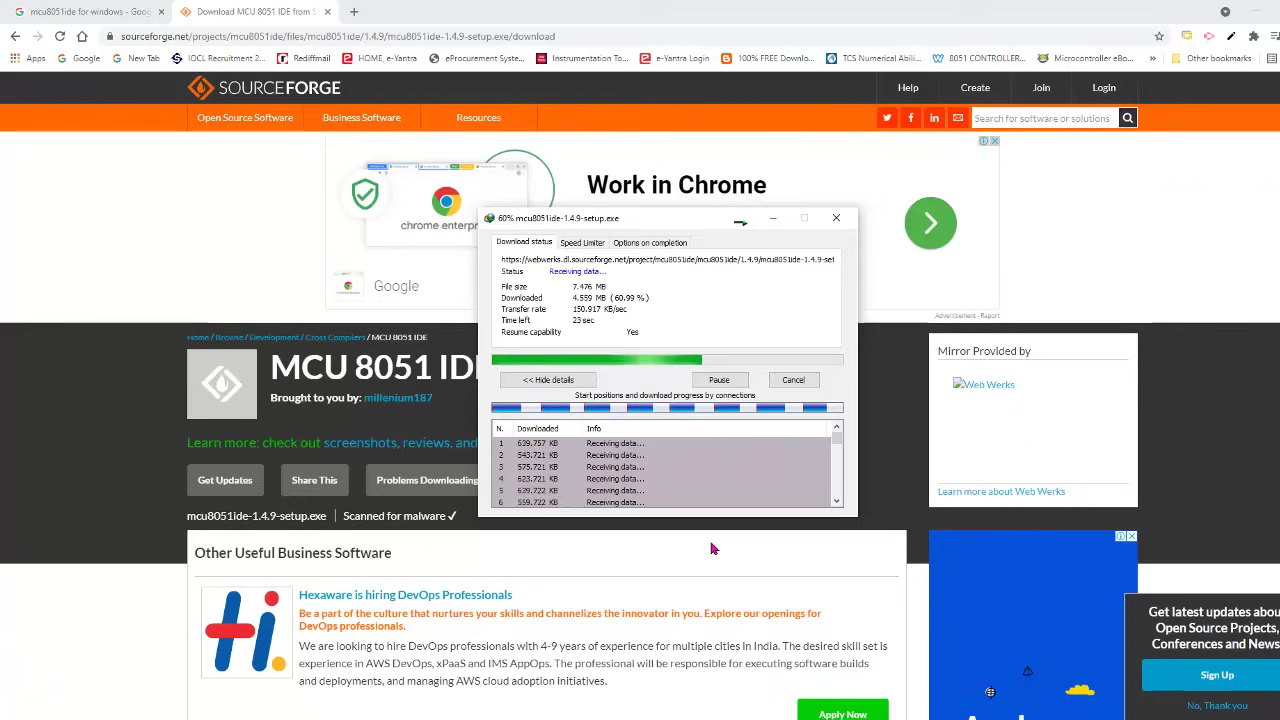 mcu8051ide for windows - Goog
Download MCU 8051 IDE from S
sourceforge.net/projects/mcu8051ide/files/mcu8051ide/1.4.9/mcu8051ide-1.4.9-setup.exe/download
Apps
Google
New Tab
IOCL Recruitment 2...
Rediffmail
HOME, e-Yantra
eProcurement Syste...
Instrumentation To...
e-Yantra Login
100% FREE Downlo...
TCS Numerical Abili...
8051 CONTROLLER...
Microcontroller eBo...
Other bookmarks
SOURCEFORGE
Help
Create
Join
Login
Open Source Software
Business Software
Resources
Search for software or solutions
Work in Chrome
chrome enterpr
Google
Advertisement - Report
60% mcu8051ide-1.4.9-setup.exe
Download status
Speed Limiter
Options on completion
https://webwerks.dl.sourceforge.net/project/mcu8051ide/mcu8051ide/1.4.9/mcu8051ide-1.4.9-set
Status Receiving data...
File size 7.476 MB
Downloaded 4.559 MB (60.99 %)
Transfer rate 150.917 KB/sec
Time left 23 sec
Resume capability Yes
<< Hide details
Pause
Cancel
Start positions and download progress by connections
N. Downloaded Info
1 639.757 KB Receiving data...
2 543.721 KB Receiving data...
3 575.721 KB Receiving data...
4 623.721 KB Receiving data...
5 639.722 KB Receiving data...
6 559.722 KB Receiving data...
Home / Browse / Development / Cross Compilers / MCU 8051 IDE
MCU 8051 IDE
Brought to you by: millenium187
Learn more: check out screenshots, reviews, and
Get Updates
Share This
Problems Downloading
mcu8051ide-1.4.9-setup.exe
Scanned for malware ✓
Mirror Provided by
Web Werks
Learn more about Web Werks
Other Useful Business Software
Hexaware is hiring DevOps Professionals
Be a part of the culture that nurtures your skills and channelizes the innovator in you. Explore our openings for
DevOps professionals.
We are looking to hire DevOps professionals with 4-9 years of experience for multiple cities in India. The desired skill set is
experience in AWS DevOps, xPaaS and IMS AppOps. The professional will be responsible for executing software builds
and deployments, and managing AWS cloud adoption initiatives.
Apply Now
Get latest updates abou
Open Source Projects,
Conferences and News
Sign Up
No, Thank you